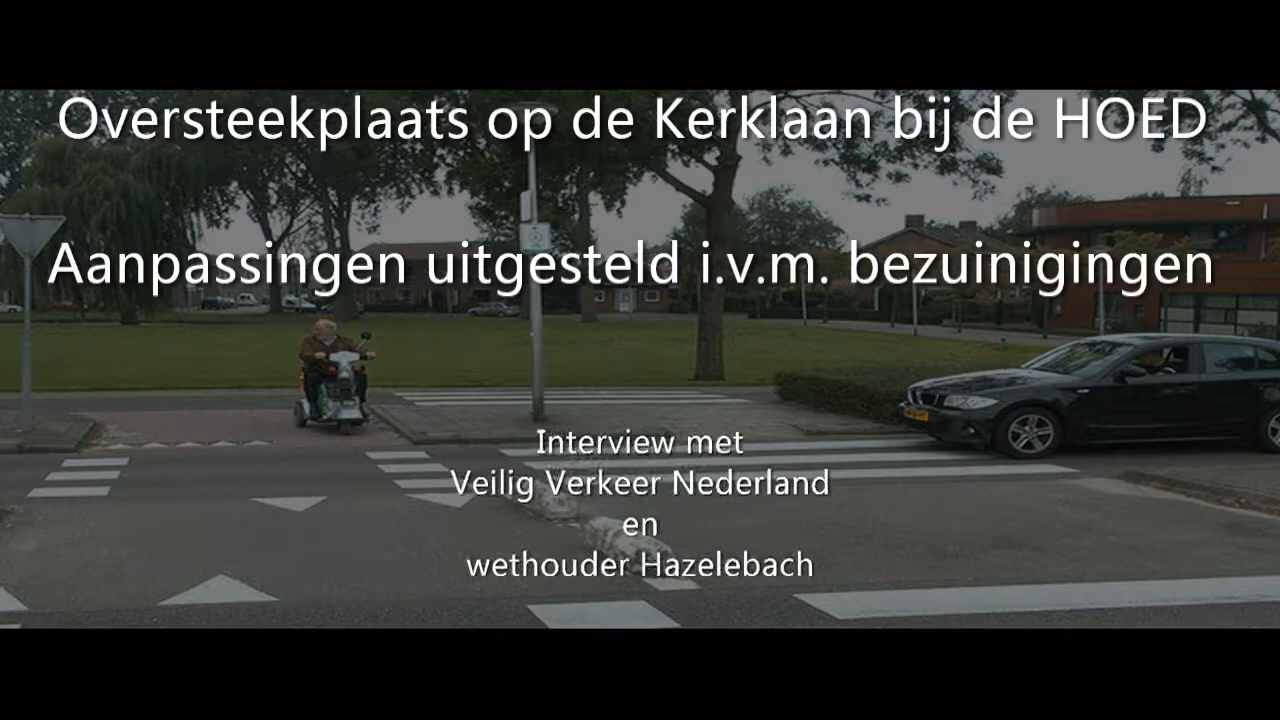 Oversteekplaats op de Kerklaan bij de HOED
Aanpassingen uitgesteld i.v.m. bezuinigingen
Interview met
Veilig Verkeer Nederland
en
wethouder Hazelebach